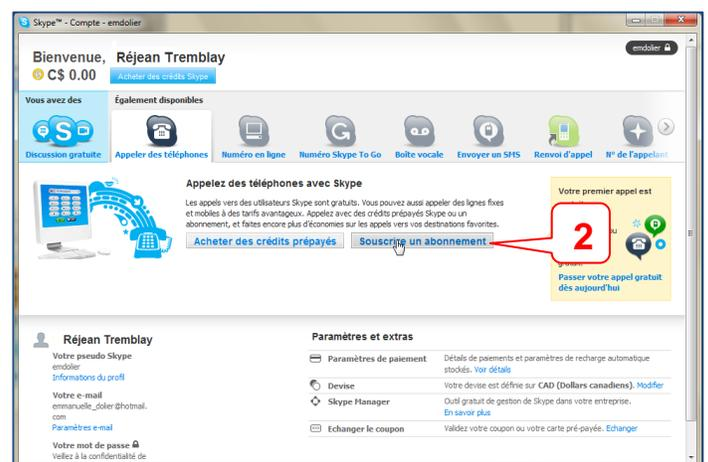 Skype™ - Compte - emdolier
Bienvenue, Réjean Tremblay
emdolier
C$ 0.00 Acheter des crédits Skype
Vous avez des
Également disponibles
Discussion gratuite
Appeler des téléphones
Numéro en ligne
Numéro Skype To Go
Boîte vocale
Envoyer un SMS
Renvoi d'appel
N° de l'appelant
Appelez des téléphones avec Skype
Les appels vers des utilisateurs Skype sont gratuits. Vous pouvez aussi appeler des lignes fixes
et mobiles à des tarifs avantageux. Appelez avec des crédits prépayés Skype ou un
abonnement, et faites encore plus d'économies sur les appels vers vos destinations favorites.
Acheter des crédits prépayés
Souscrire un abonnement
2
Votre premier appel est
ou
gratuit.
Passer votre appel gratuit
dès aujourd'hui
Réjean Tremblay
Votre pseudo Skype
emdolier
Informations du profil
Votre e-mail
emmanuelle_dolier@hotmail.
com
Paramètres e-mail
Votre mot de passe
Veillez à la confidentialité de
Paramètres et extras
Paramètres de paiement
Détails de paiements et paramètres de recharge automatique
stockés. Voir détails
Devise
Votre devise est définie sur CAD (Dollars canadiens). Modifier
Skype Manager
Outil gratuit de gestion de Skype dans votre entreprise.
En savoir plus
Echanger le coupon
Validez votre coupon ou votre carte pré-payée. Echanger